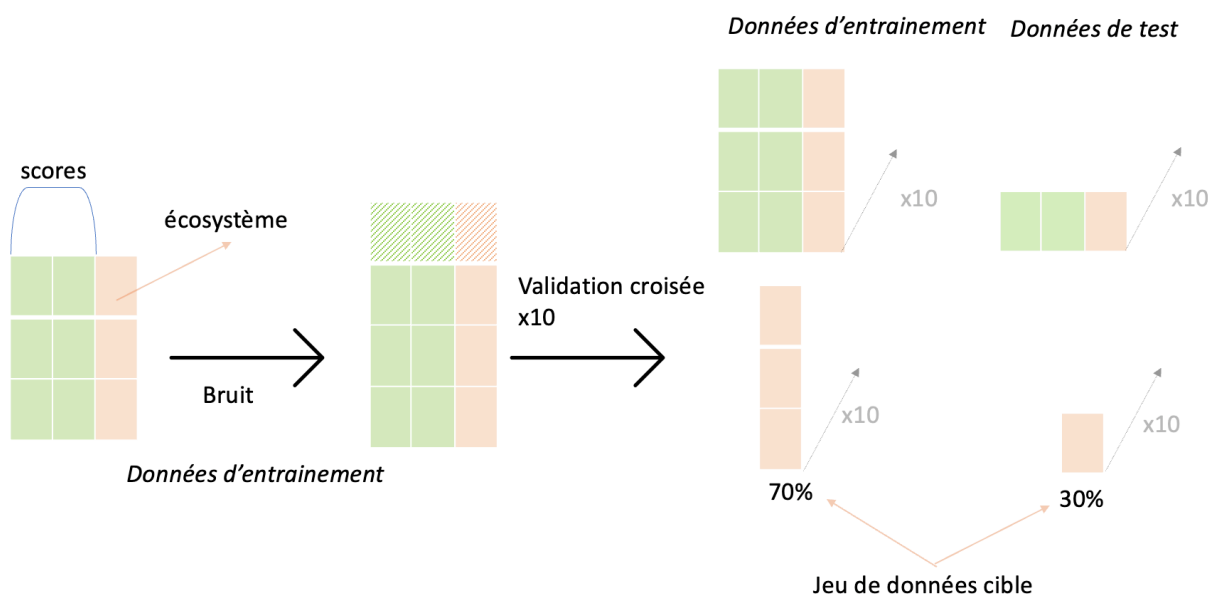 Données d'entrainement
Données de test
scores
écosystème
x10
x10
Validation croisée
x10
Bruit
x10
x10
Données d'entrainement
70%
30%
Jeu de données cible